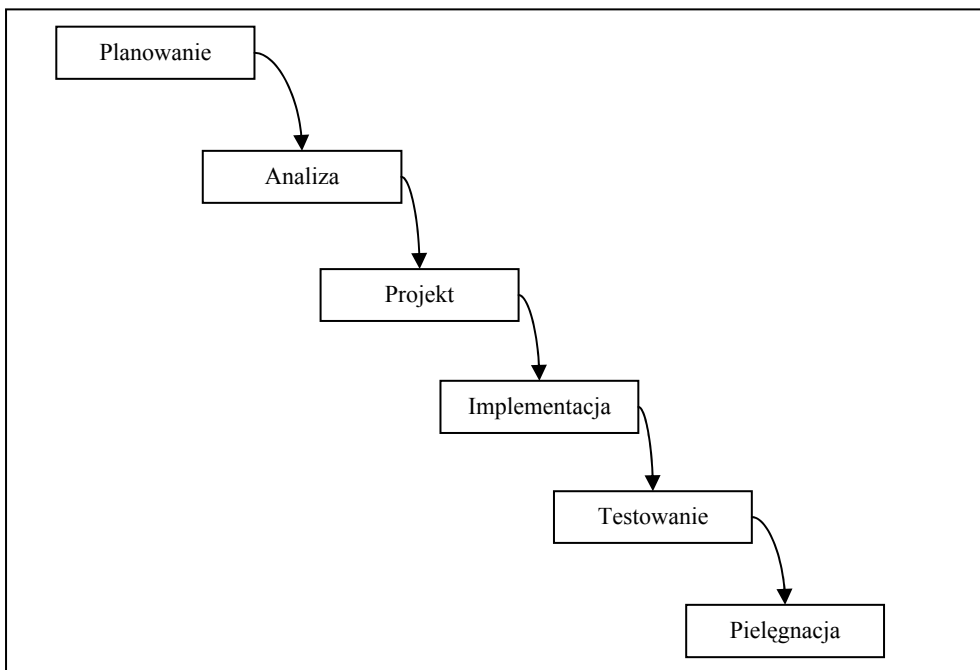 Planowanie
Analiza
Projekt
Implementacja
Testowanie
Pielęgnacja